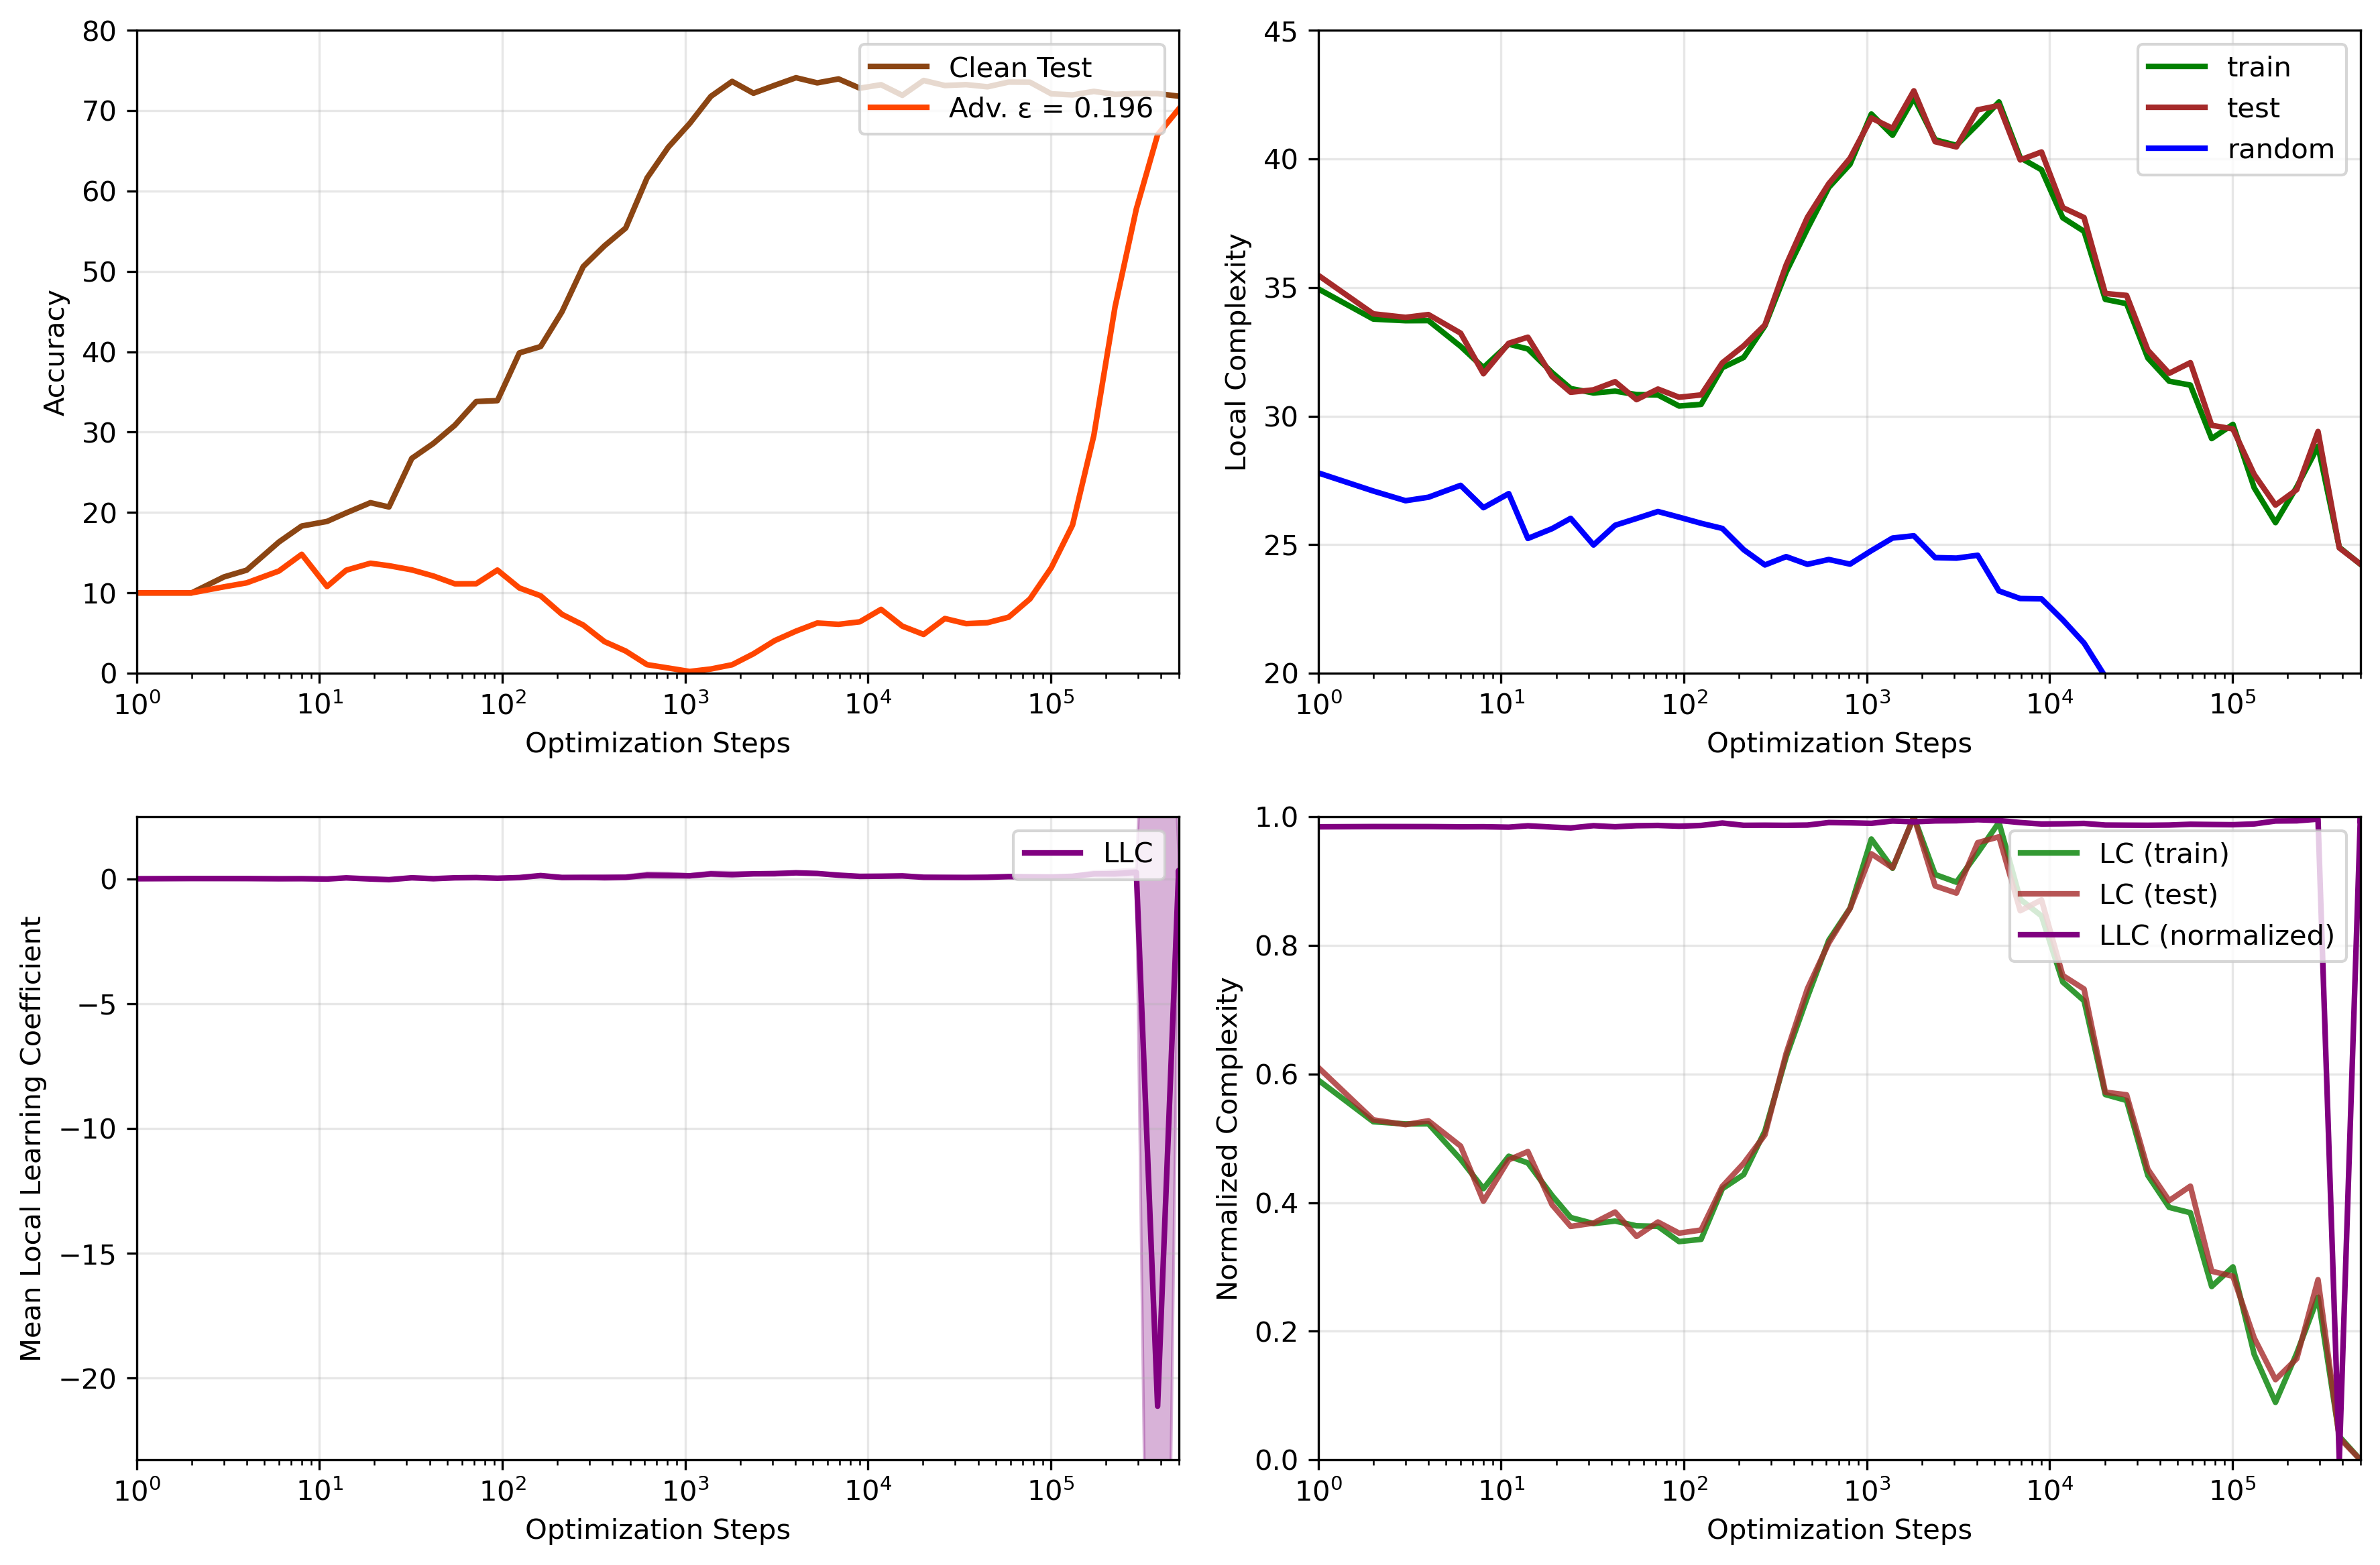 80
70
60
50
40
30
20
10
0
Accuracy
Clean Test
Adv. ε = 0.196
10⁰ 10¹ 10² 10³ 10⁴ 10⁵
Optimization Steps
45
40
35
30
25
20
Local Complexity
train
test
random
10⁰ 10¹ 10² 10³ 10⁴ 10⁵
Optimization Steps
0
−5
−10
−15
−20
Mean Local Learning Coefficient
LLC
10⁰ 10¹ 10² 10³ 10⁴ 10⁵
Optimization Steps
1.0
0.8
0.6
0.4
0.2
0.0
Normalized Complexity
LC (train)
LC (test)
LLC (normalized)
10⁰ 10¹ 10² 10³ 10⁴ 10⁵
Optimization Steps